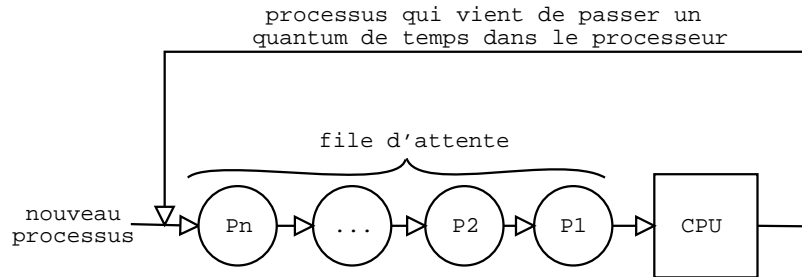 processus qui vient de passer un
quantum de temps dans le processeur
file d'attente
nouveau
processus
Pn
...
P2
P1
CPU